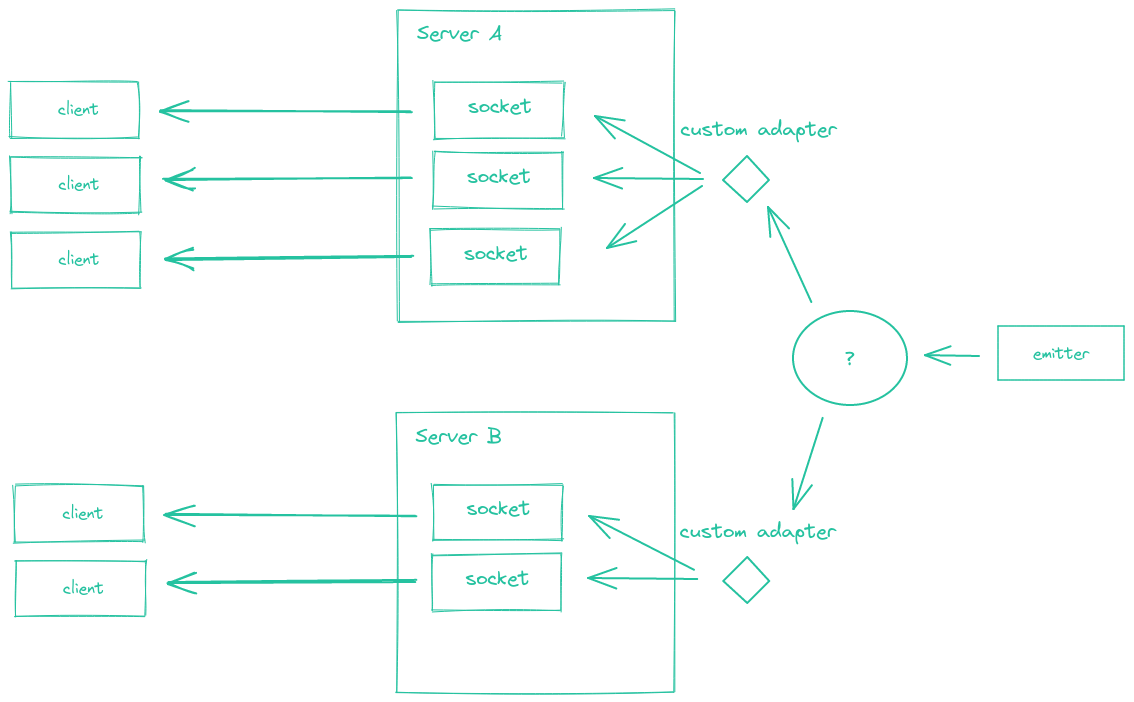 Server A
client
socket
custom adapter
client
socket
client
socket
?
emitter
Server B
client
socket
custom adapter
client
socket